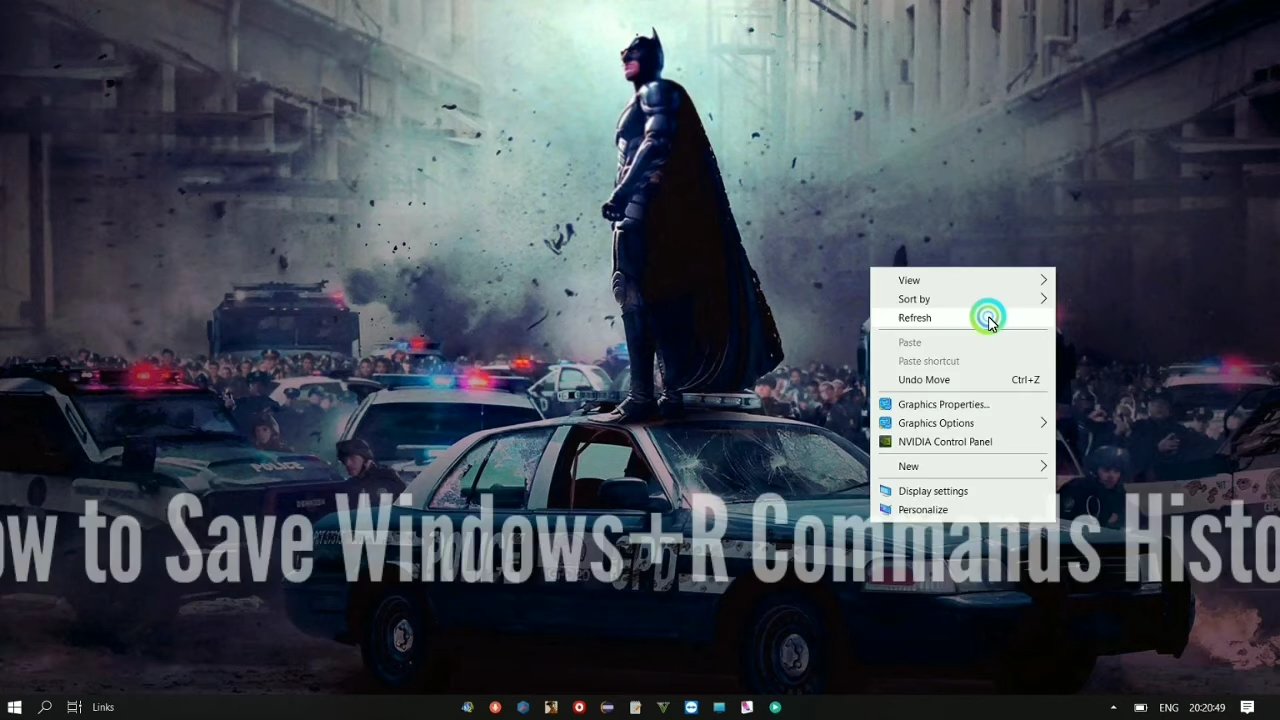 View
Sort by
Refresh
Paste
Paste shortcut
Undo Move Ctrl+Z
Graphics Properties...
Graphics Options
NVIDIA Control Panel
New
Display settings
Personalize
POLICE
ow to Save Windows+R Commands Histo
Links
ENG 20:20:49